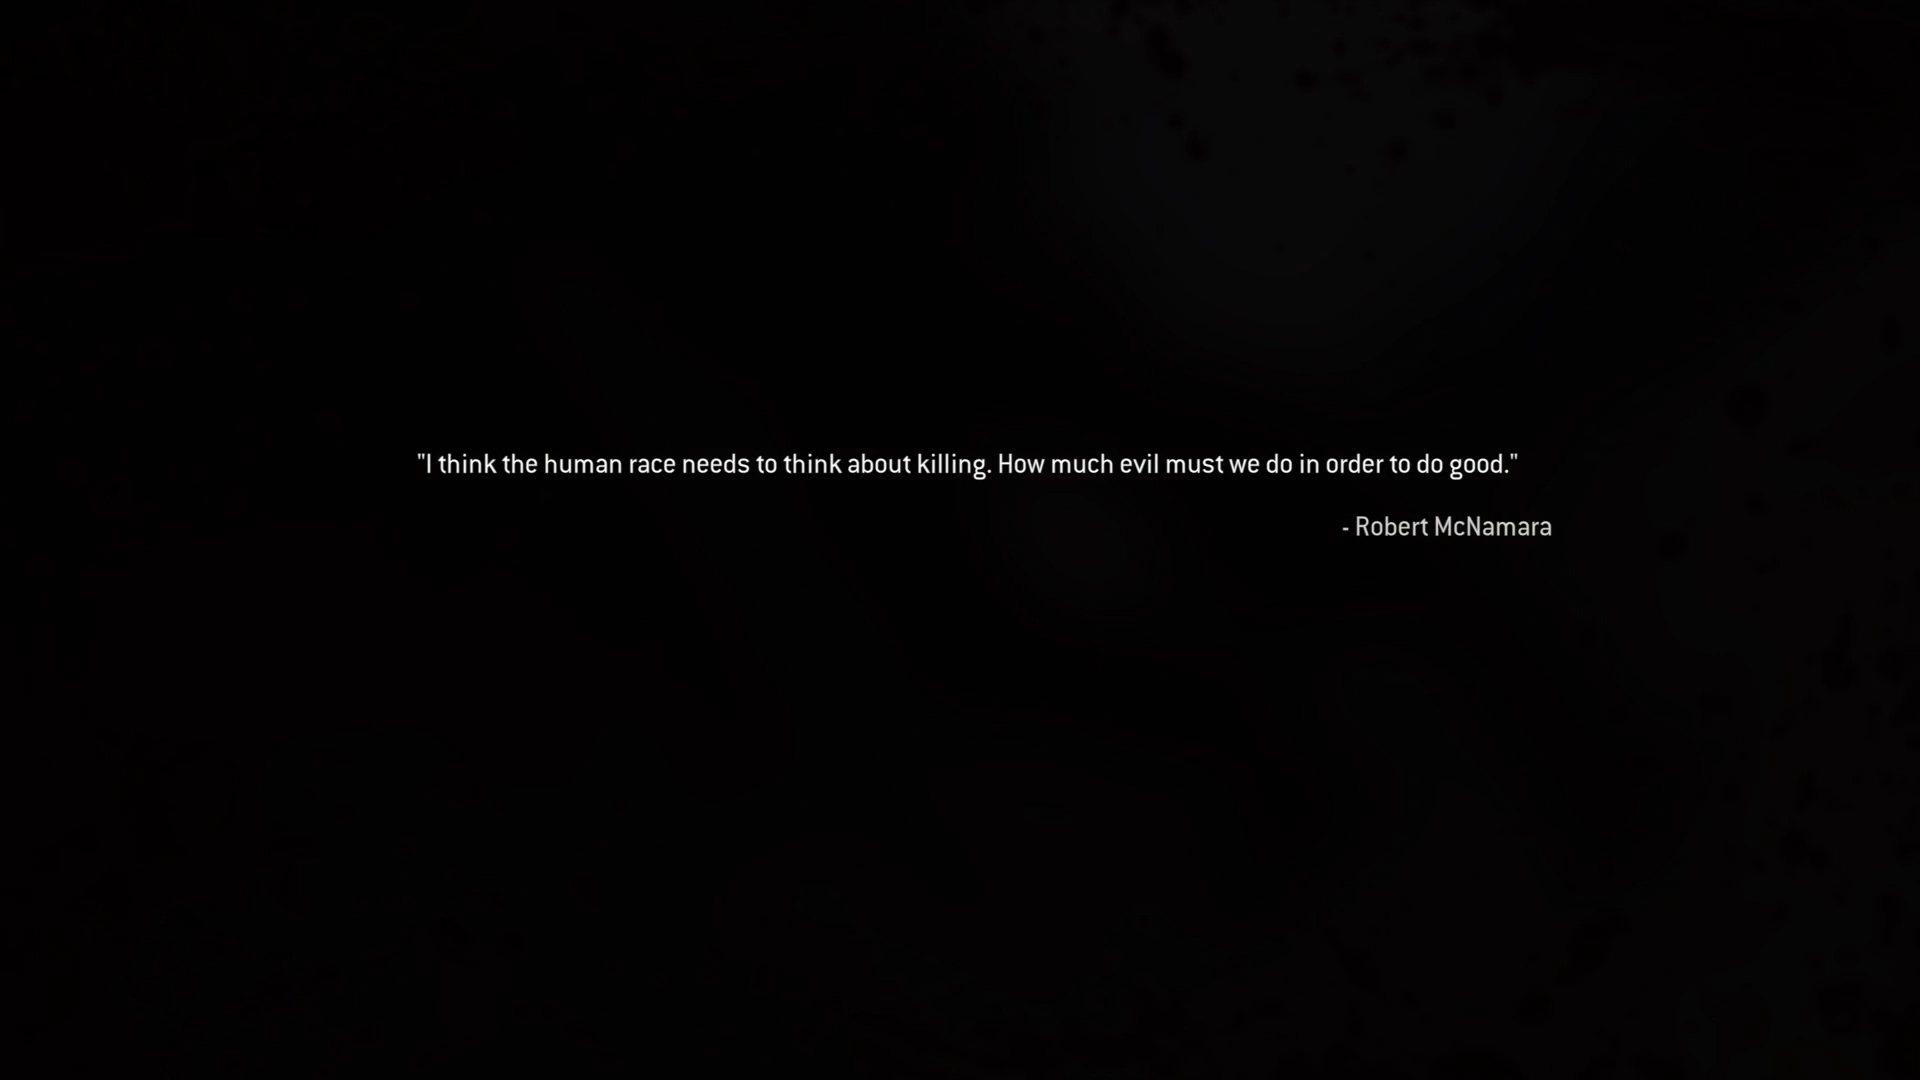 "I think the human race needs to think about killing. How much evil must we do in order to do good."
- Robert McNamara